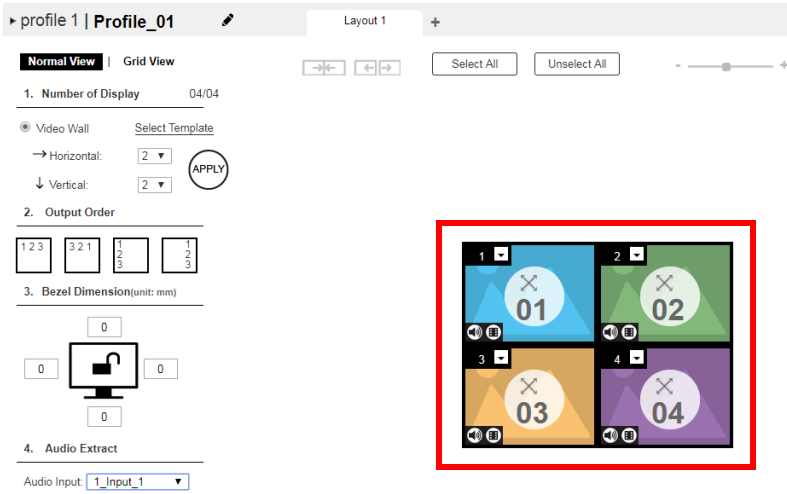 profile 1 | Profile_01
Layout 1
+
Normal View | Grid View
Select All
Unselect All
- +
1. Number of Display 04/04
Video Wall
Select Template
Horizontal: 2
APPLY
Vertical: 2
2. Output Order
1 2 3
3 2 1
1
2
3
1
2
3
3. Bezel Dimension(unit: mm)
0
0
0
0
4. Audio Extract
Audio Input: 1_Input_1
1
01
2
02
3
03
4
04